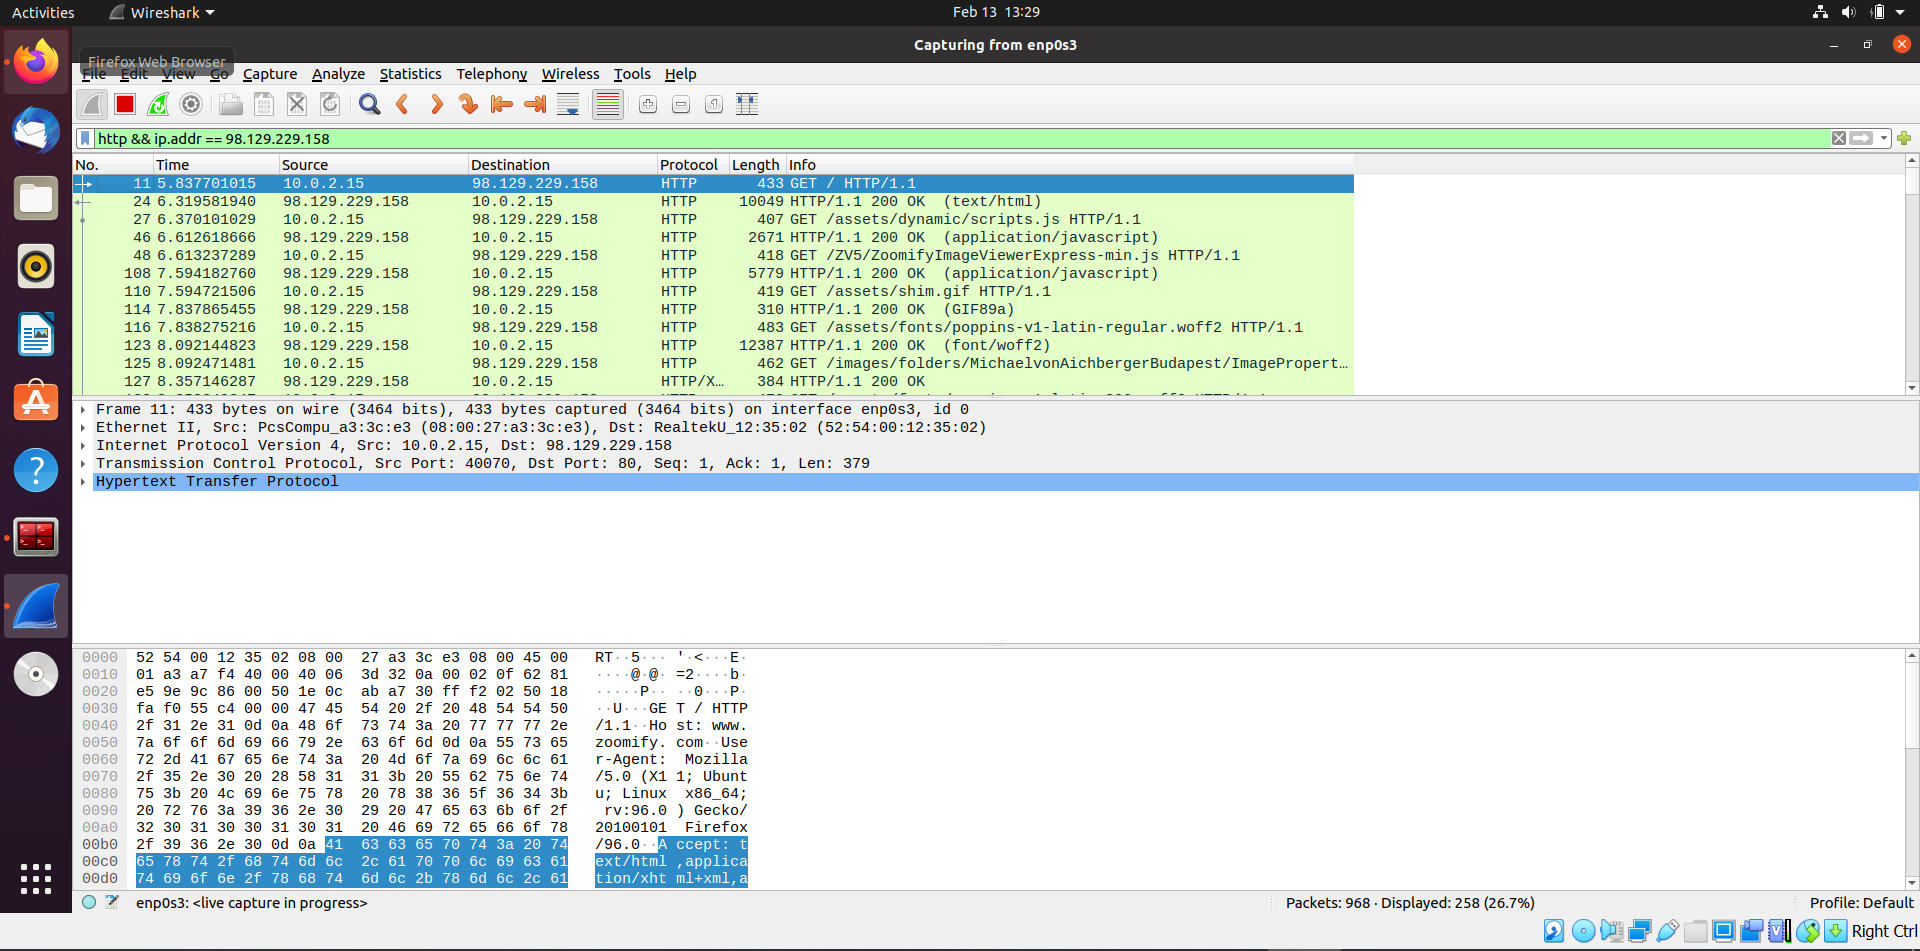 Activities Wireshark Feb 13 13:29
Capturing from enp0s3
Firefox Web Browser
File Edit View Go Capture Analyze Statistics Telephony Wireless Tools Help
http && ip.addr == 98.129.229.158
No. Time Source Destination Protocol Length Info
11 5.837701015 10.0.2.15 98.129.229.158 HTTP 433 GET / HTTP/1.1
24 6.319581940 98.129.229.158 10.0.2.15 HTTP 10049 HTTP/1.1 200 OK (text/html)
27 6.370101029 10.0.2.15 98.129.229.158 HTTP 407 GET /assets/dynamic/scripts.js HTTP/1.1
46 6.612618666 98.129.229.158 10.0.2.15 HTTP 2671 HTTP/1.1 200 OK (application/javascript)
48 6.613237289 10.0.2.15 98.129.229.158 HTTP 418 GET /ZV5/ZoomifyImageViewerExpress-min.js HTTP/1.1
108 7.594182760 98.129.229.158 10.0.2.15 HTTP 5779 HTTP/1.1 200 OK (application/javascript)
110 7.594721506 10.0.2.15 98.129.229.158 HTTP 419 GET /assets/shim.gif HTTP/1.1
114 7.837865455 98.129.229.158 10.0.2.15 HTTP 310 HTTP/1.1 200 OK (GIF89a)
116 7.838275216 10.0.2.15 98.129.229.158 HTTP 483 GET /assets/fonts/poppins-v1-latin-regular.woff2 HTTP/1.1
123 8.092144823 98.129.229.158 10.0.2.15 HTTP 12387 HTTP/1.1 200 OK (font/woff2)
125 8.092471481 10.0.2.15 98.129.229.158 HTTP 462 GET /images/folders/MichaelvonAichbergerBudapest/ImagePropert…
127 8.357146287 98.129.229.158 10.0.2.15 HTTP/X… 384 HTTP/1.1 200 OK
Frame 11: 433 bytes on wire (3464 bits), 433 bytes captured (3464 bits) on interface enp0s3, id 0
Ethernet II, Src: PcsCompu_a3:3c:e3 (08:00:27:a3:3c:e3), Dst: RealtekU_12:35:02 (52:54:00:12:35:02)
Internet Protocol Version 4, Src: 10.0.2.15, Dst: 98.129.229.158
Transmission Control Protocol, Src Port: 40070, Dst Port: 80, Seq: 1, Ack: 1, Len: 379
Hypertext Transfer Protocol
0000 52 54 00 12 35 02 08 00 27 a3 3c e3 08 00 45 00 RT··5··· '·<···E·
0010 01 a3 a7 f4 40 00 40 06 3d 32 0a 00 02 0f 62 81 ····@·@· =2····b·
0020 e5 9e 9c 86 00 50 1e 0c ab a7 30 ff f2 02 50 18 ·····P·· ··0···P·
0030 fa f0 55 c4 00 00 47 45 54 20 2f 20 48 54 54 50 ··U···GE T / HTTP
0040 2f 31 2e 31 0d 0a 48 6f 73 74 3a 20 77 77 77 2e /1.1··Ho st: www.
0050 7a 6f 6f 6d 69 66 79 2e 63 6f 6d 0d 0a 55 73 65 zoomify. com··Use
0060 72 2d 41 67 65 6e 74 3a 20 4d 6f 7a 69 6c 6c 61 r-Agent: Mozilla
0070 2f 35 2e 30 20 28 58 31 31 3b 20 55 62 75 6e 74 /5.0 (X1 1; Ubunt
0080 75 3b 20 4c 69 6e 75 78 20 78 38 36 5f 36 34 3b u; Linux x86_64;
0090 20 72 76 3a 39 36 2e 30 29 20 47 65 63 6b 6f 2f rv:96.0 ) Gecko/
00a0 32 30 31 30 30 31 30 31 20 46 69 72 65 66 6f 78 20100101 Firefox
00b0 2f 39 36 2e 30 0d 0a 41 63 63 65 70 74 3a 20 74 /96.0··A ccept: t
00c0 65 78 74 2f 68 74 6d 6c 2c 61 70 70 6c 69 63 61 ext/html ,applica
00d0 74 69 6f 6e 2f 78 68 74 6d 6c 2b 78 6d 6c 2c 61 tion/xht ml+xml,a
enp0s3: <live capture in progress> Packets: 968 · Displayed: 258 (26.7%) Profile: Default
Right Ctrl